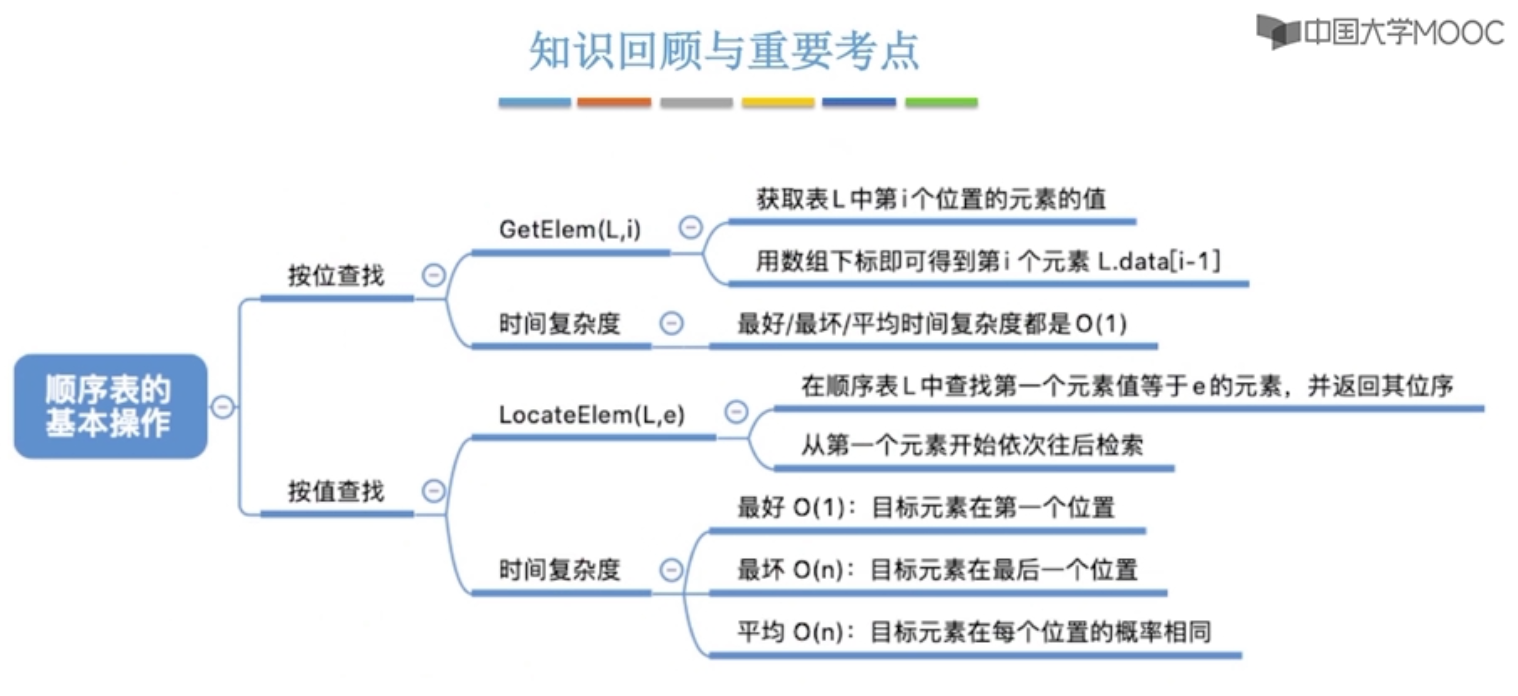 中国大学MOOC
知识回顾与重要考点
顺序表的
基本操作
按位查找
GetElem(L,i)
获取表L中第i个位置的元素的值
用数组下标即可得到第i个元素 L.data[i-1]
时间复杂度
最好/最坏/平均时间复杂度都是O(1)
按值查找
LocateElem(L,e)
在顺序表L中查找第一个元素值等于e的元素，并返回其位序
从第一个元素开始依次往后检索
时间复杂度
最好 O(1)：目标元素在第一个位置
最坏 O(n)：目标元素在最后一个位置
平均 O(n)：目标元素在每个位置的概率相同